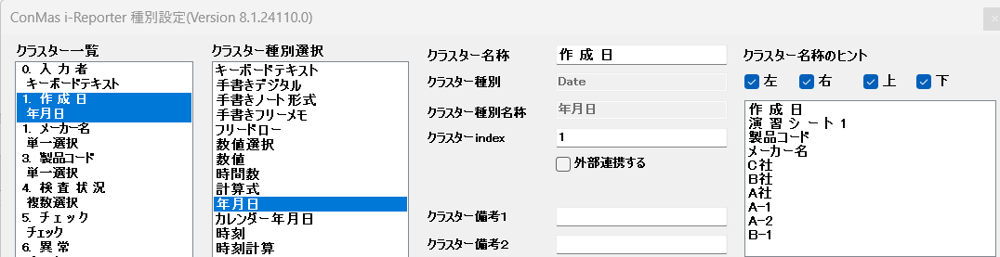 ConMas i-Reporter 種別設定(Version 8.1.24110.0)
クラスター一覧
0. 入 力 者
キーボードテキスト
1. 作 成 日
年月日
1. メーカー名
単一選択
3. 製品コード
単一選択
4. 検 査 状 況
複数選択
5. チェック
チェック
6. 異 常
クラスター種別選択
キーボードテキスト
手書きデジタル
手書きノート形式
手書きフリーメモ
フリードロー
数値選択
数値
時間数
計算式
年月日
カレンダー年月日
時刻
時刻計算
クラスター名称
作 成 日
クラスター種別
Date
クラスター種別名称
年月日
クラスターindex
1
外部連携する
クラスター備考1
クラスター備考2
クラスター名称のヒント
左 右 上 下
作 成 日
演 習 シ ー ト 1
製品コード
メーカー名
C社
B社
A社
A-1
A-2
B-1